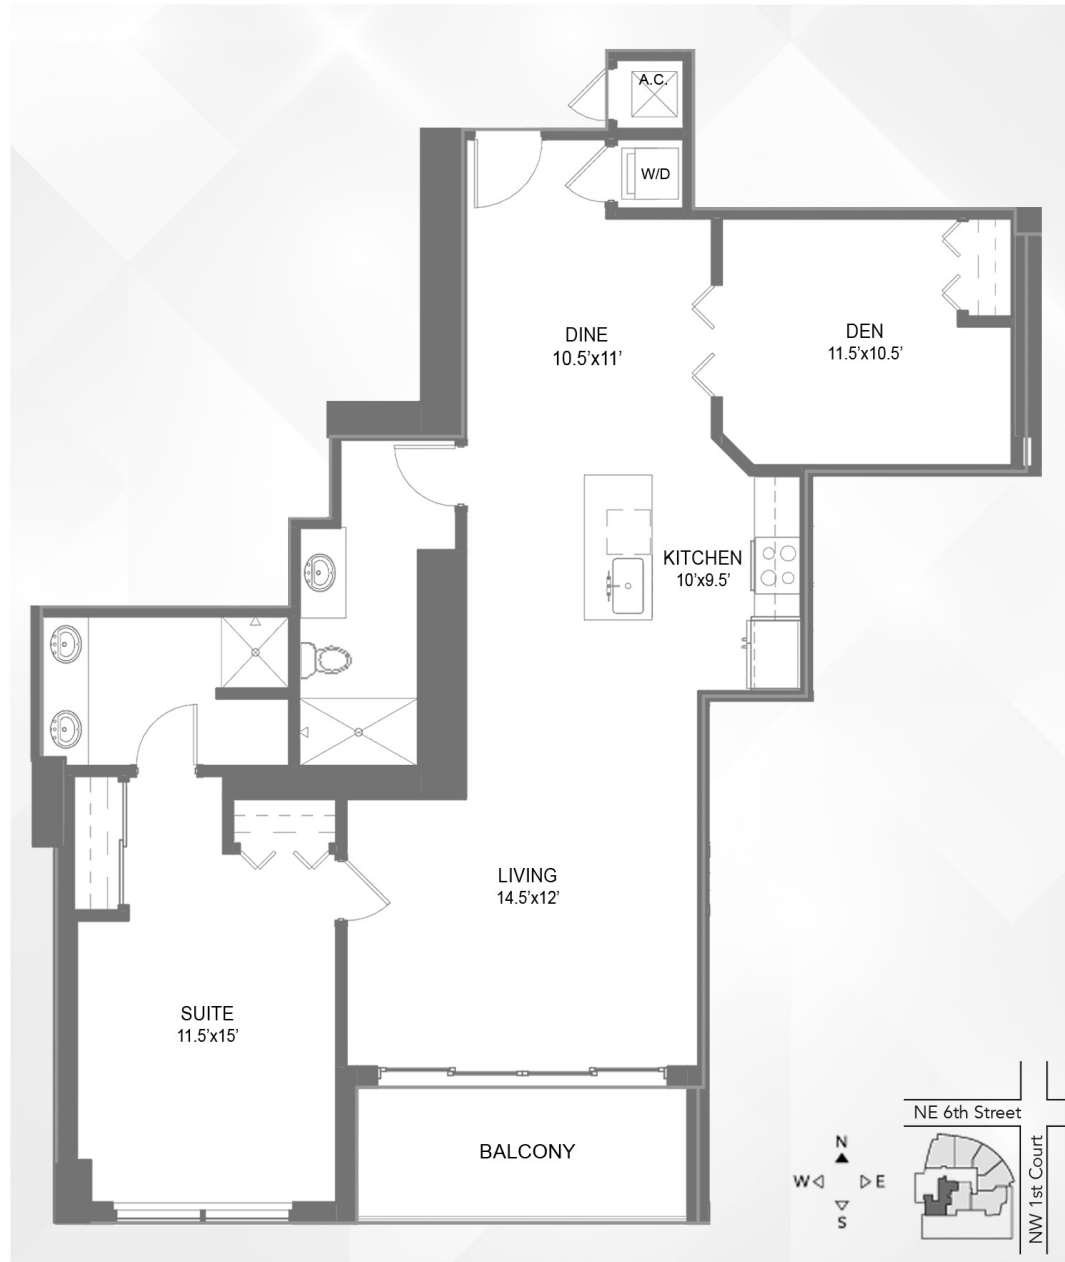 A.C.
W/D
DINE
10.5'x11'
DEN
11.5'x10.5'
KITCHEN
10'x9.5'
LIVING
14.5'x12'
SUITE
11.5'x15'
BALCONY
N
W E
S
NE 6th Street
NW 1st Court